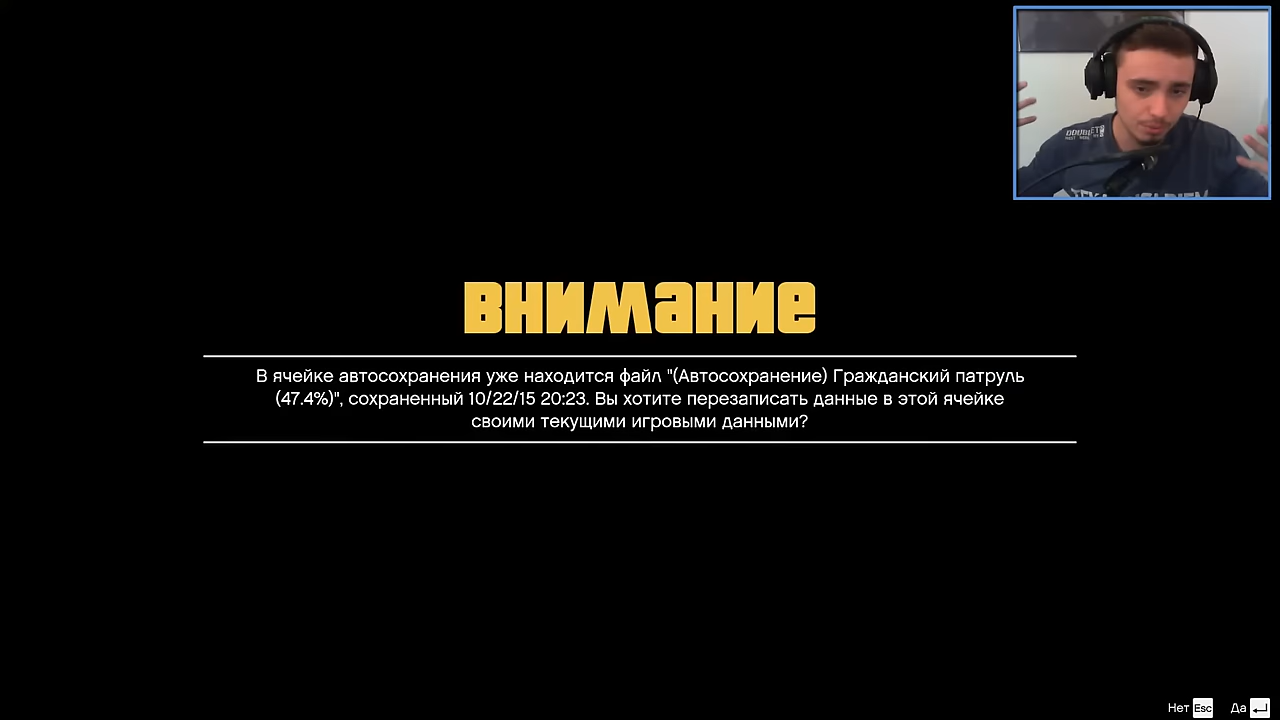 внимание
В ячейке автосохранения уже находится файл "(Автосохранение) Гражданский патруль
(47.4%)", сохраненный 10/22/15 20:23. Вы хотите перезаписать данные в этой ячейке
своими текущими игровыми данными?
Нет Esc Да